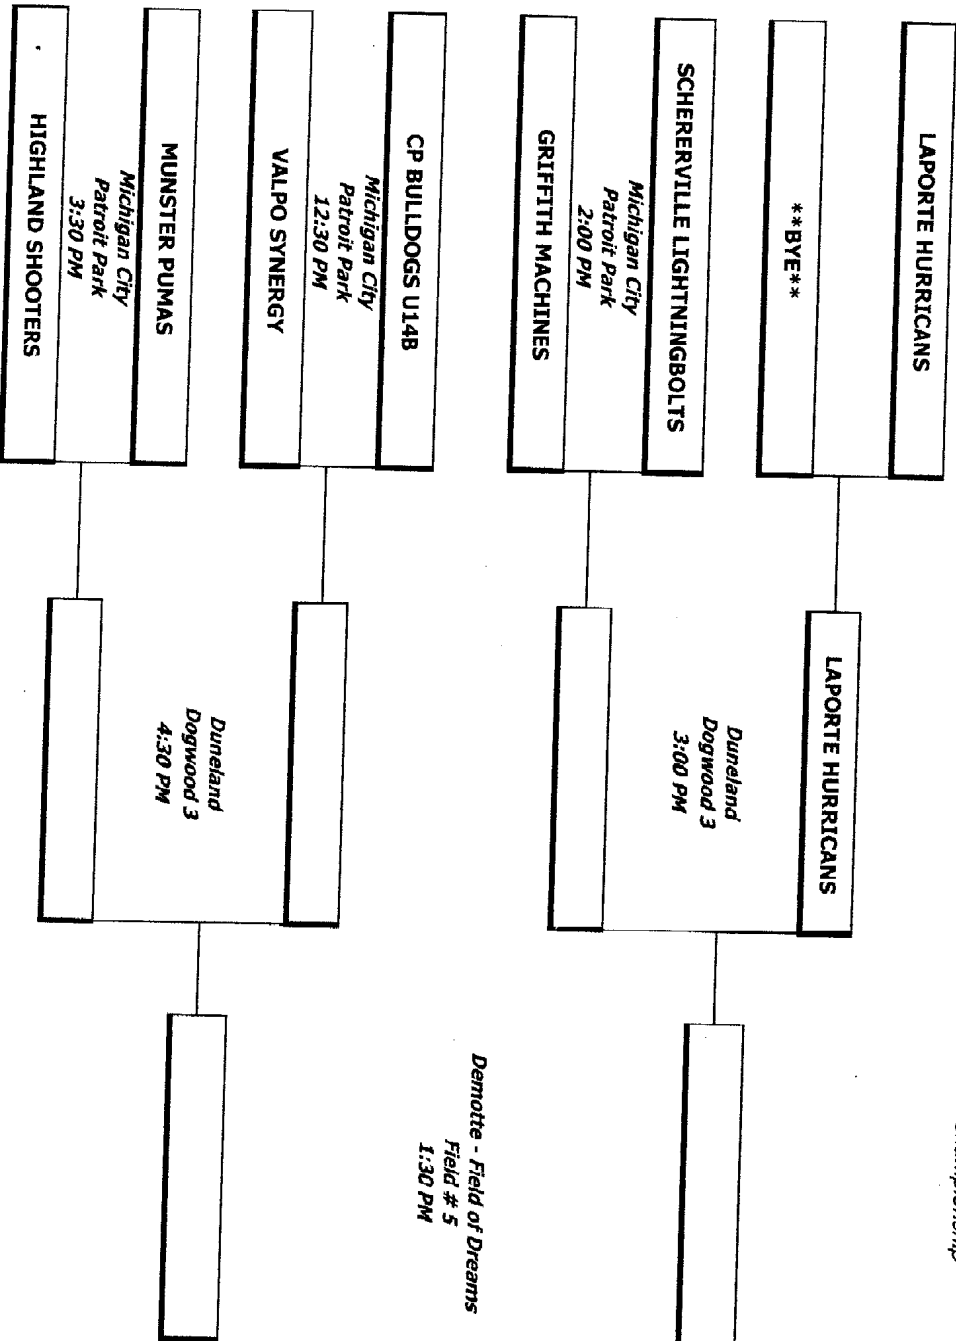 LAPORTE HURRICANS
**BYE**
SCHERERVILLE LIGHTNINGBOLTS
Michigan City
Patroit Park
2:00 PM
GRIFFITH MACHINES
CP BULLDOGS U14B
Michigan City
Patroit Park
12:30 PM
VALPO SYNERGY
MUNSTER PUMAS
Michigan City
Patroit Park
3:30 PM
HIGHLAND SHOOTERS
LAPORTE HURRICANS
Duneland
Dogwood 3
3:00 PM
Duneland
Dogwood 3
4:30 PM
Demotte - Field of Dreams
Field # 5
1:30 PM